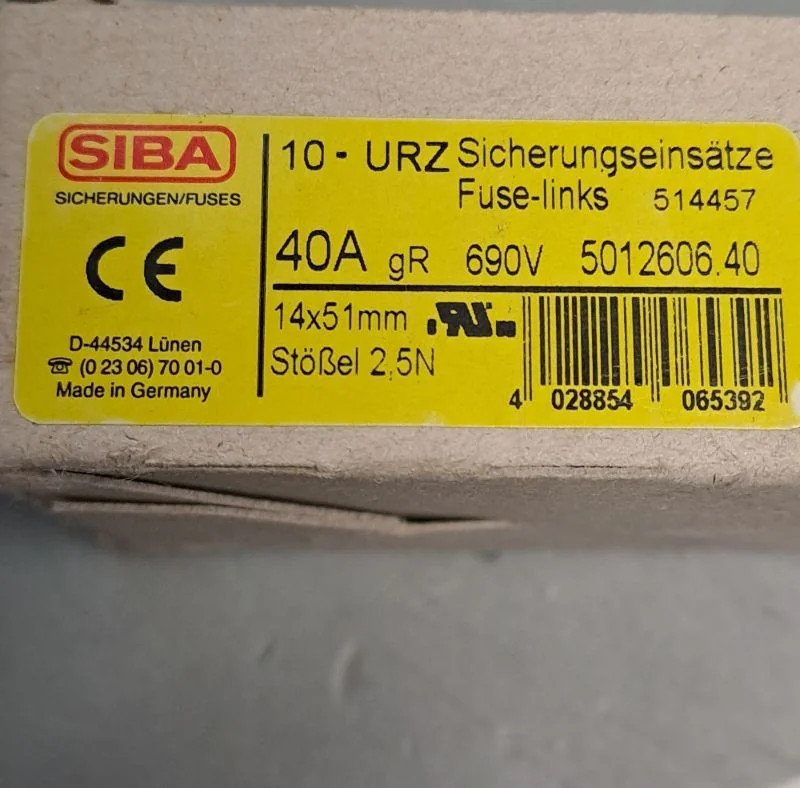 SIBA
SICHERUNGEN/FUSES
CE
D-44534 Lünen
☎ (0 23 06) 70 01-0
Made in Germany
10 - URZ Sicherungseinsätze
Fuse-links 514457
40A gR 690V 5012606.40
14x51mm
Stößel 2,5N
4 028854 065392